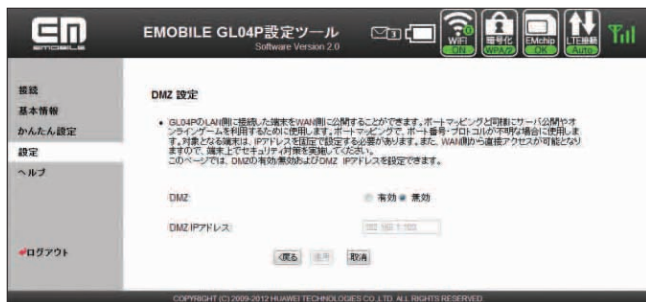 EM
EMOBILE
EMOBILE GL04P設定ツール
Software Version 2.0
1
WiFi
ON
暗号化
WPA/2
EMchip
OK
LTE接続
Auto
接続
基本情報
かんたん設定
設定
ヘルプ
ログアウト
DMZ 設定
GL04PのLAN側に接続した端末をWAN側に公開することができます。ポートマッピングと同様にサーバ公開やオ
ンラインゲームを利用するために使用します。ポートマッピングで、ポート番号・プロトコルが不明な場合に使用しま
す。対象となる端末は、IPアドレスを固定で設定する必要があります。また、WAN側から直接アクセスが可能となり
ますので、端末上でセキュリティ対策を実施してください。
このページでは、DMZの有効/無効およびDMZ IPアドレスを設定できます。
DMZ:
有効 無効
DMZ IPアドレス:
192.168.1.100
<戻る 適用 取消
COPYRIGHT (C) 2009-2012 HUAWEI TECHNOLOGIES CO.,LTD. ALL RIGHTS RESERVED.